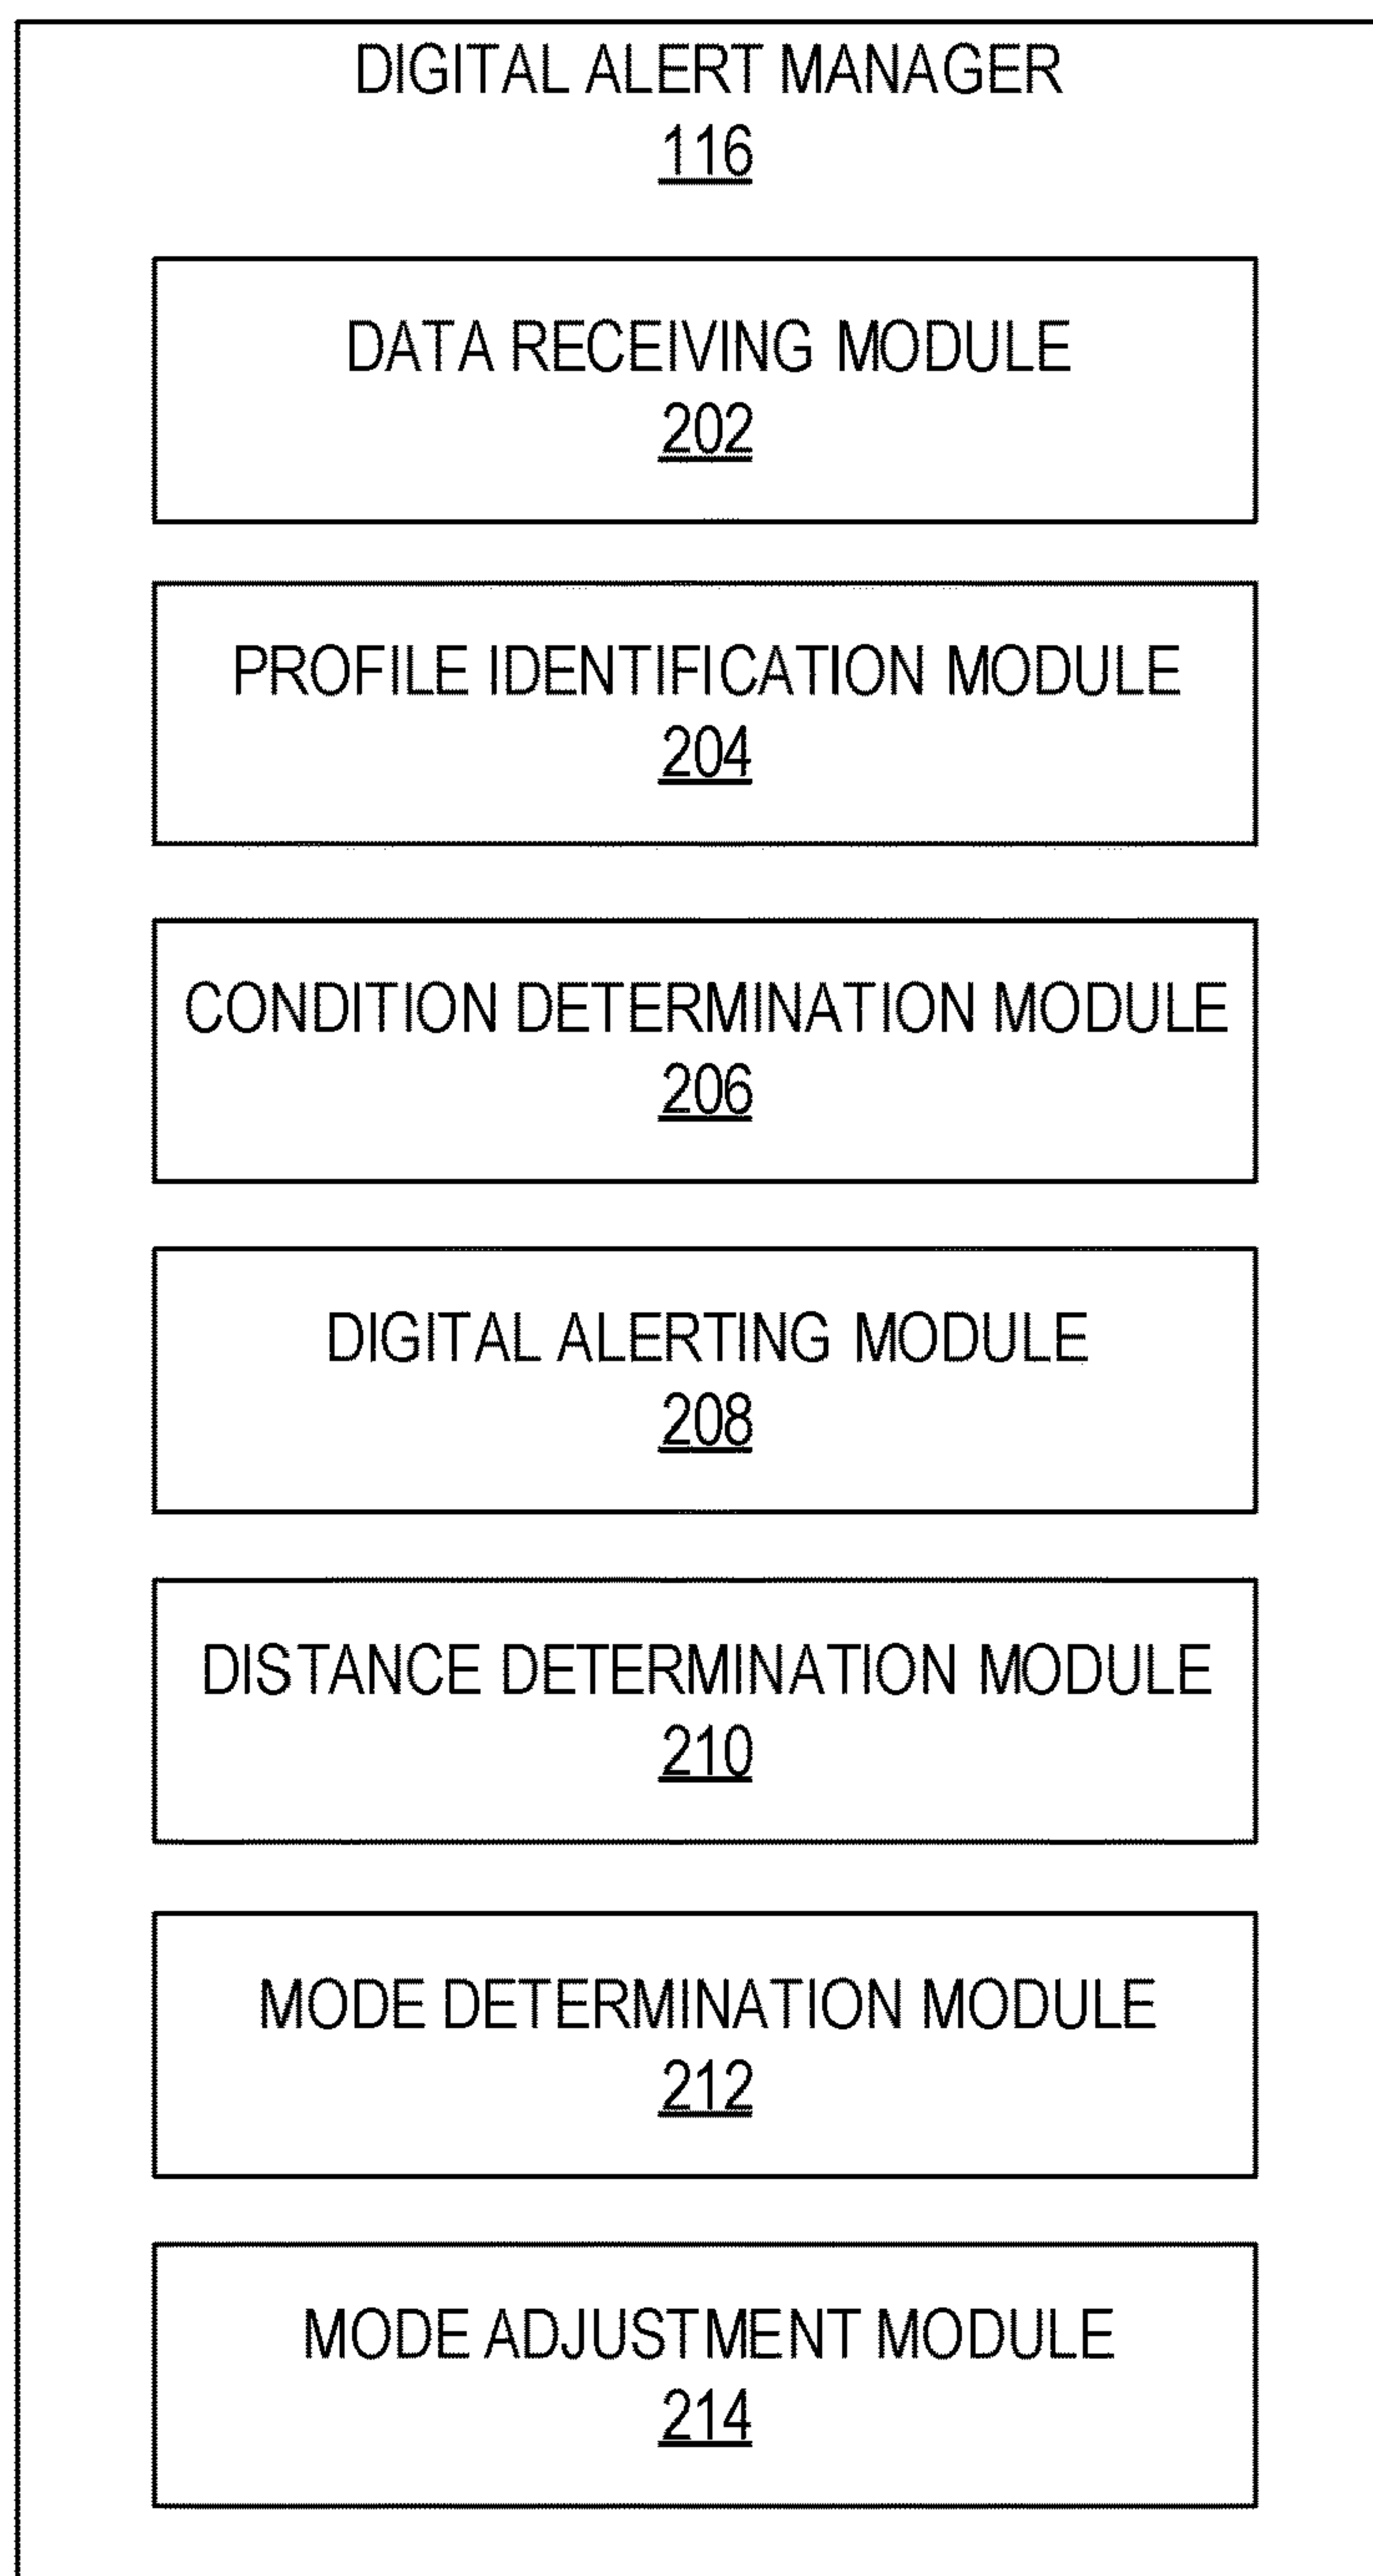 DIGITAL ALERT MANAGER
116
DATA RECEIVING MODULE
202
PROFILE IDENTIFICATION MODULE
204
CONDITION DETERMINATION MODULE
206
DIGITAL ALERTING MODULE
208
DISTANCE DETERMINATION MODULE
210
MODE DETERMINATION MODULE
212
MODE ADJUSTMENT MODULE
214